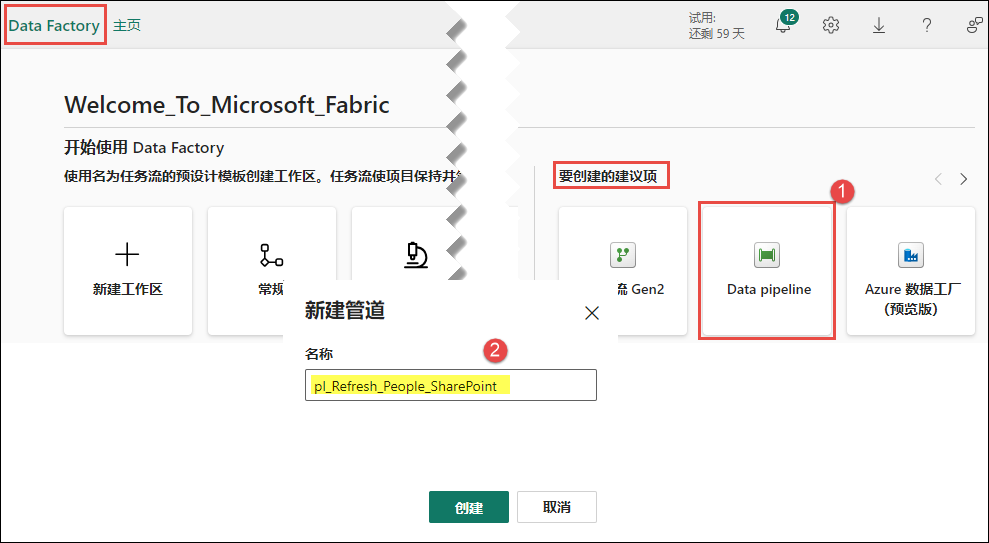 Data Factory 主页
试用:
还剩 59 天
12
Welcome_To_Microsoft_Fabric
开始使用 Data Factory
使用名为任务流的预设计模板创建工作区。任务流使项目保持井
要创建的建议项
1
新建工作区
常规
流 Gen2
Data pipeline
Azure 数据工厂
(预览版)
新建管道
名称
2
pl_Refresh_People_SharePoint
创建
取消